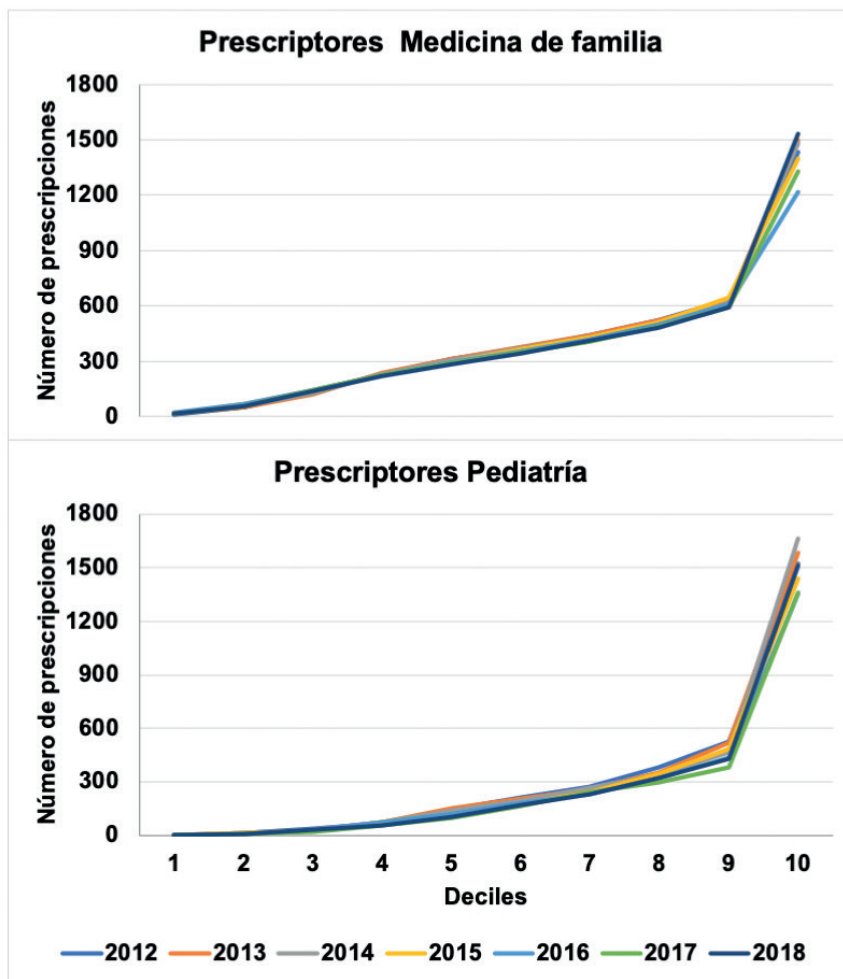 Prescriptores Medicina de familia
Número de prescripciones
1800
1500
1200
900
600
300
0
Prescriptores Pediatría
Número de prescripciones
1800
1500
1200
900
600
300
0
1 2 3 4 5 6 7 8 9 10
Deciles
2012 2013 2014 2015 2016 2017 2018